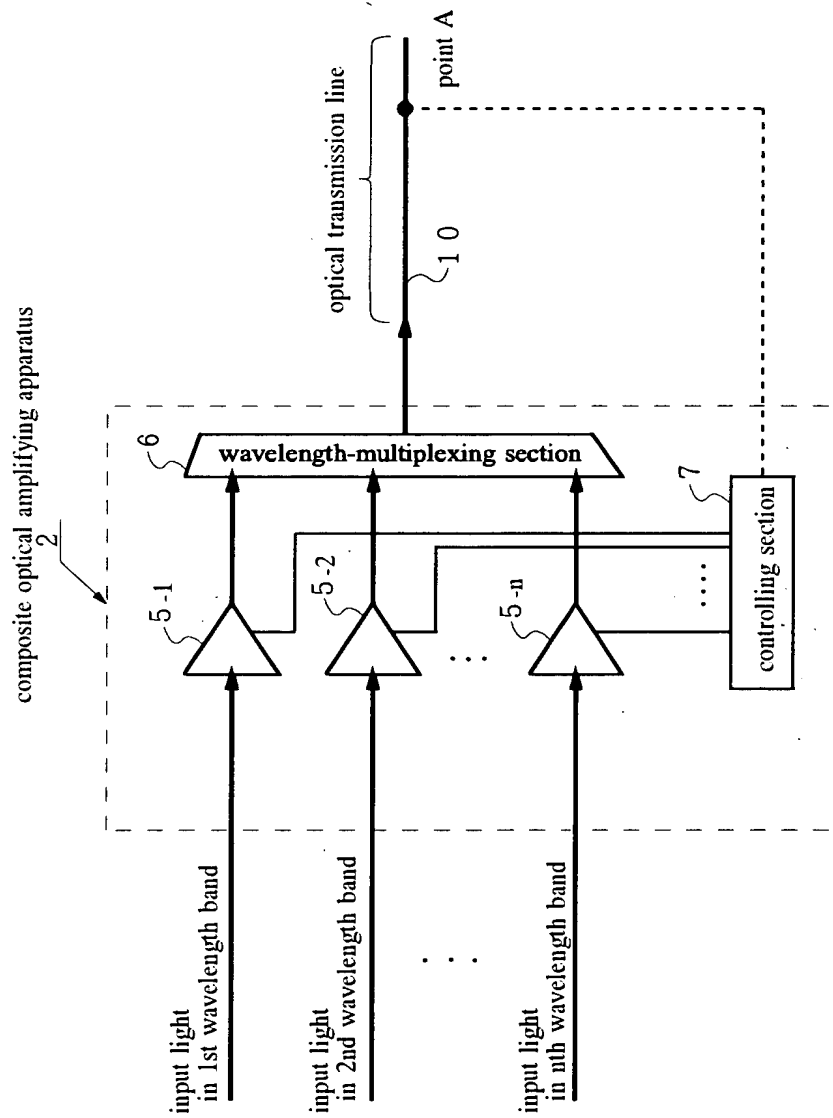 composite optical amplifying apparatus
2
input light
in 1st wavelength band
5-1
6
wavelength-multiplexing section
optical transmission line
10
point A
input light
in 2nd wavelength band
5-2
. . .
. . .
input light
in nth wavelength band
5-n
. . . .
7
controlling section